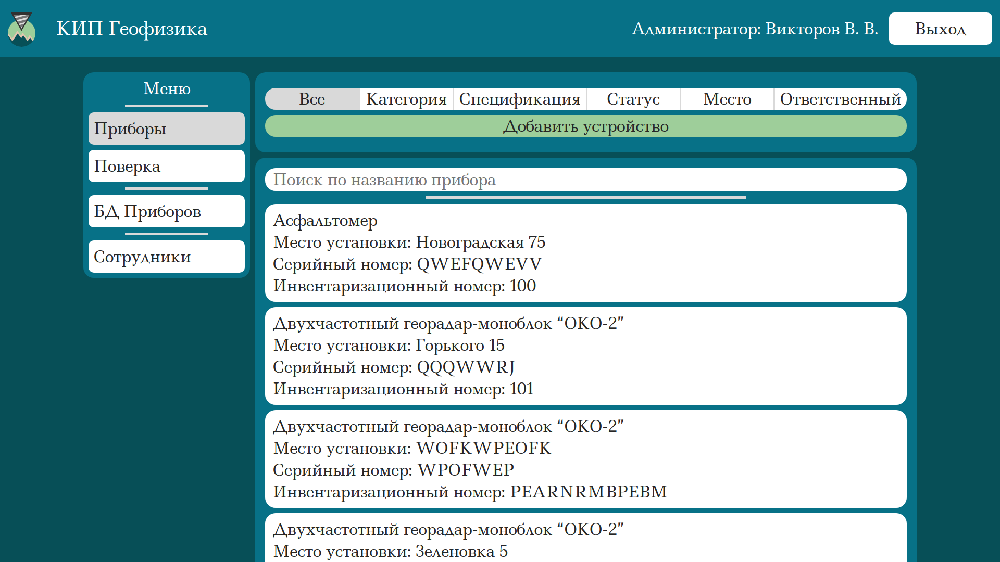 КИП Геофизика
Администратор: Викторов В. В.
Выход
Меню
Приборы
Поверка
БД Приборов
Сотрудники
Все
Категория
Спецификация
Статус
Место
Ответственный
Добавить устройство
Поиск по названию прибора
Асфальтомер
Место установки: Новоградская 75
Серийный номер: QWEFQWEVV
Инвентаризационный номер: 100
Двухчастотный георадар-моноблок “ОКО-2”
Место установки: Горького 15
Серийный номер: QQQWWRJ
Инвентаризационный номер: 101
Двухчастотный георадар-моноблок “ОКО-2”
Место установки: WOFKWPEOFK
Серийный номер: WPOFWEP
Инвентаризационный номер: PEARNRMBPEBM
Двухчастотный георадар-моноблок “ОКО-2”
Место установки: Зеленовка 5